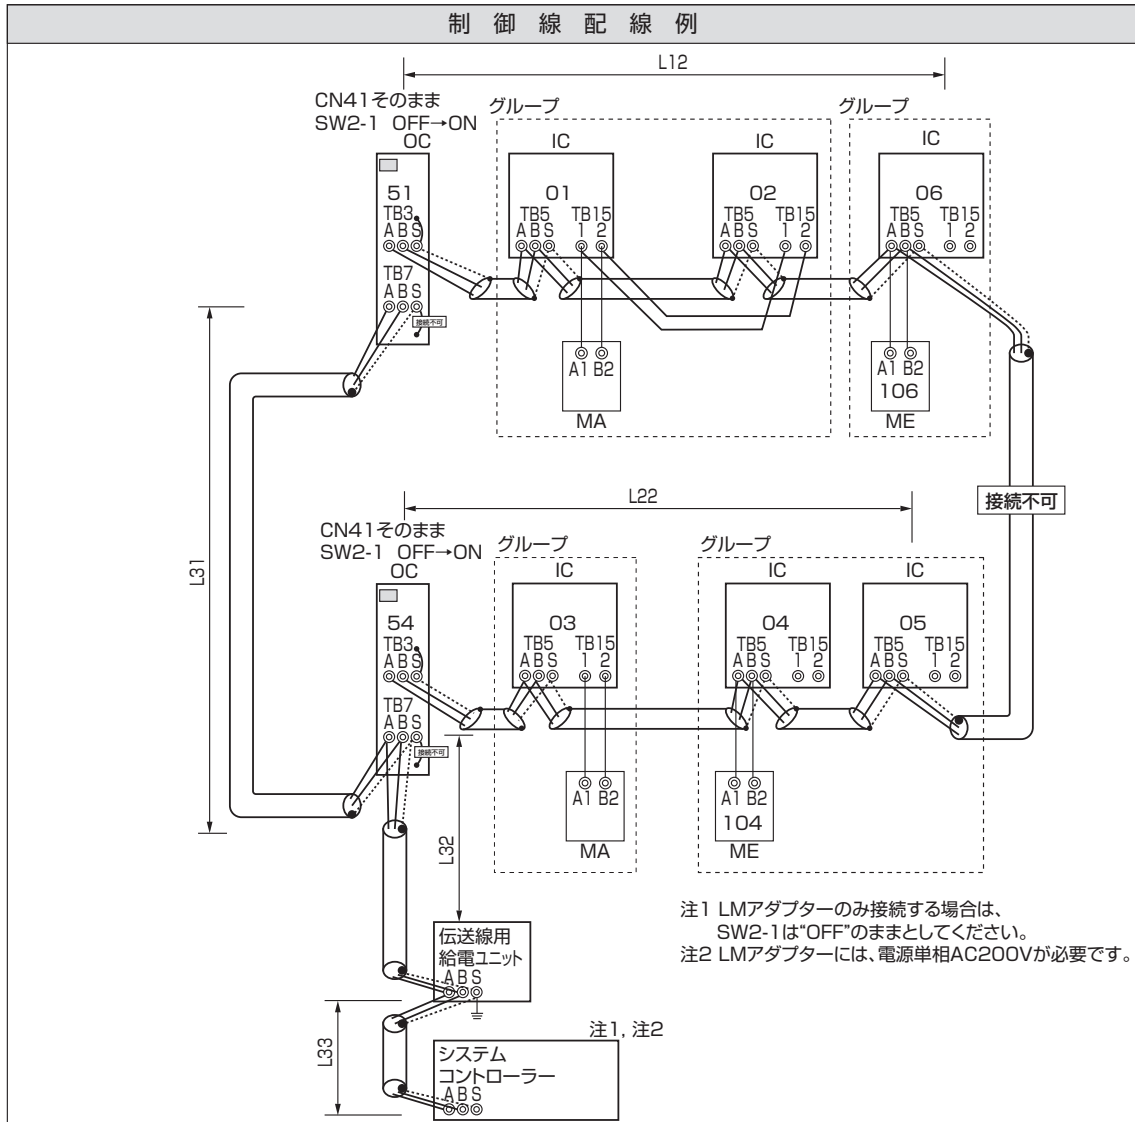 制 御 線 配 線 例
L12
CN41そのまま
SW2-1 OFF→ON
OC
51
TB3
A B S
TB7
A B S
接続不可
グループ
IC
01
TB5 TB15
A B S 1 2
A1 B2
MA
IC
02
TB5 TB15
A B S 1 2
グループ
IC
06
TB5 TB15
A B S 1 2
A1 B2
106
ME
接続不可
L31
L22
CN41そのまま
SW2-1 OFF→ON
OC
54
TB3
A B S
TB7
A B S
接続不可
グループ
IC
03
TB5 TB15
A B S 1 2
A1 B2
MA
グループ
IC
04
TB5 TB15
A B S 1 2
A1 B2
104
ME
IC
05
TB5 TB15
A B S 1 2
L32
伝送線用
給電ユニット
A B S
L33
注1, 注2
システム
コントローラー
A B S
注1 LMアダプターのみ接続する場合は、
SW2-1は“OFF”のままとしてください。
注2 LMアダプターには、電源単相AC200Vが必要です。